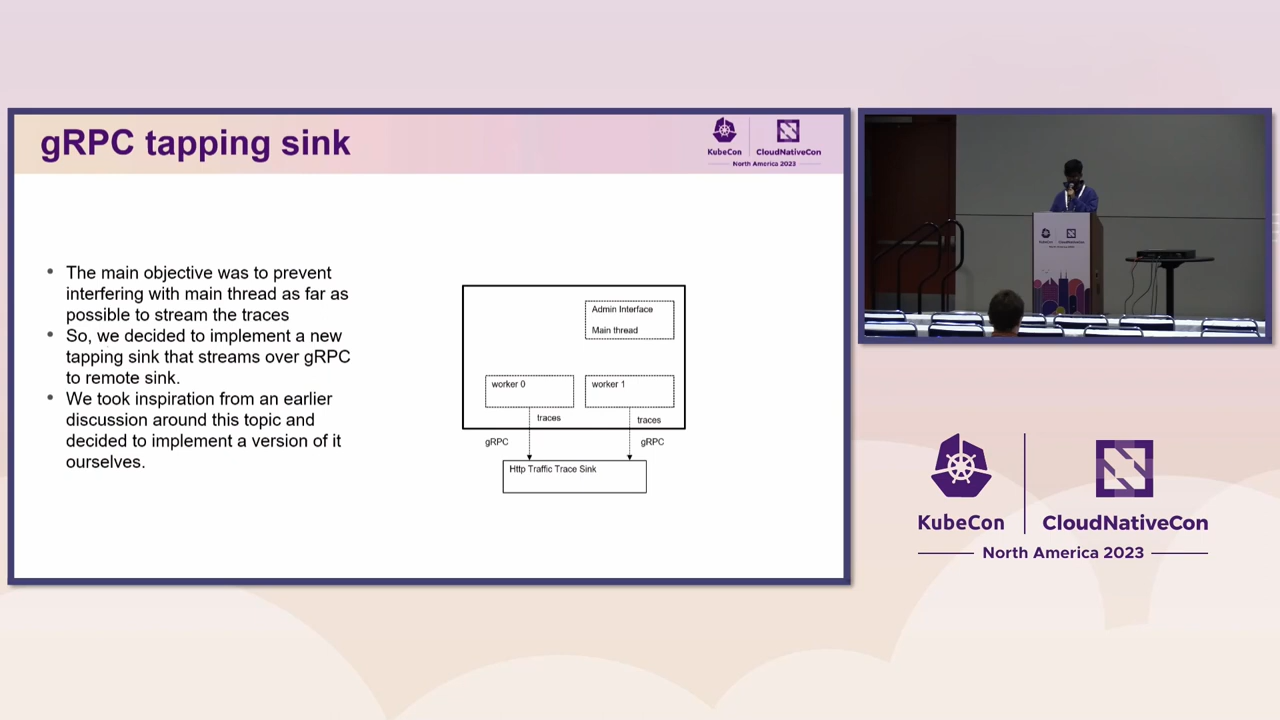 gRPC tapping sink
KubeCon
CloudNativeCon
North America 2023
• The main objective was to prevent
interfering with main thread as far as
possible to stream the traces
• So, we decided to implement a new
tapping sink that streams over gRPC
to remote sink.
• We took inspiration from an earlier
discussion around this topic and
decided to implement a version of it
ourselves.
Admin Interface
Main thread
worker 0
worker 1
traces
traces
gRPC
gRPC
Http Traffic Trace Sink
KubeCon
CloudNativeCon
North America 2023